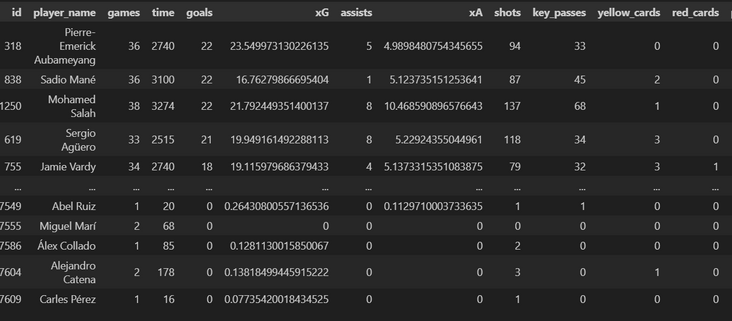 id player_name games time goals xG assists xA shots key_passes yellow_cards red_cards
318 Pierre-Emerick Aubameyang 36 2740 22 23.549973130226135 5 4.9898480754345655 94 33 0 0
838 Sadio Mané 36 3100 22 16.76279866695404 1 5.123735151253641 87 45 2 0
1250 Mohamed Salah 38 3274 22 21.792449351400137 8 10.468590896576643 137 68 1 0
619 Sergio Agüero 33 2515 21 19.949161492288113 8 5.22924355044961 118 34 3 0
755 Jamie Vardy 34 2740 18 19.115979686379433 4 5.1373315351083875 79 32 3 1
... ... ... ... ... ... ... ... ... ... ... ...
7549 Abel Ruiz 1 20 0 0.26430800557136536 0 0.1129710003733635 1 1 0 0
7555 Miguel Marí 2 68 0 0 0 0 0 0 0 0
7586 Álex Collado 1 85 0 0.1281130015850067 0 0 2 0 0 0
7604 Alejandro Catena 2 178 0 0.13818499445915222 0 0 3 0 1 0
7609 Carles Pérez 1 16 0 0.07735420018434525 0 0 1 0 0 0